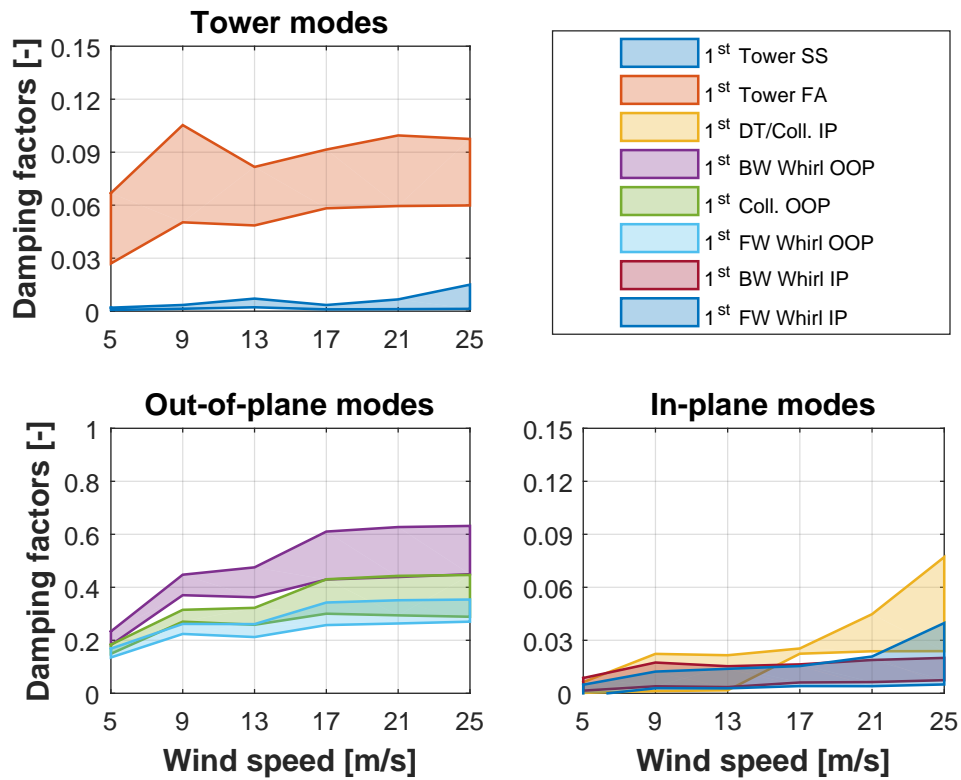 Tower modes
Damping factors [-]
0.15
0.12
0.09
0.06
0.03
0
5 9 13 17 21 25
1st Tower SS
1st Tower FA
1st DT/Coll. IP
1st BW Whirl OOP
1st Coll. OOP
1st FW Whirl OOP
1st BW Whirl IP
1st FW Whirl IP
Out-of-plane modes
Damping factors [-]
1
0.8
0.6
0.4
0.2
0
5 9 13 17 21 25
Wind speed [m/s]
In-plane modes
0.15
0.12
0.09
0.06
0.03
0
5 9 13 17 21 25
Wind speed [m/s]